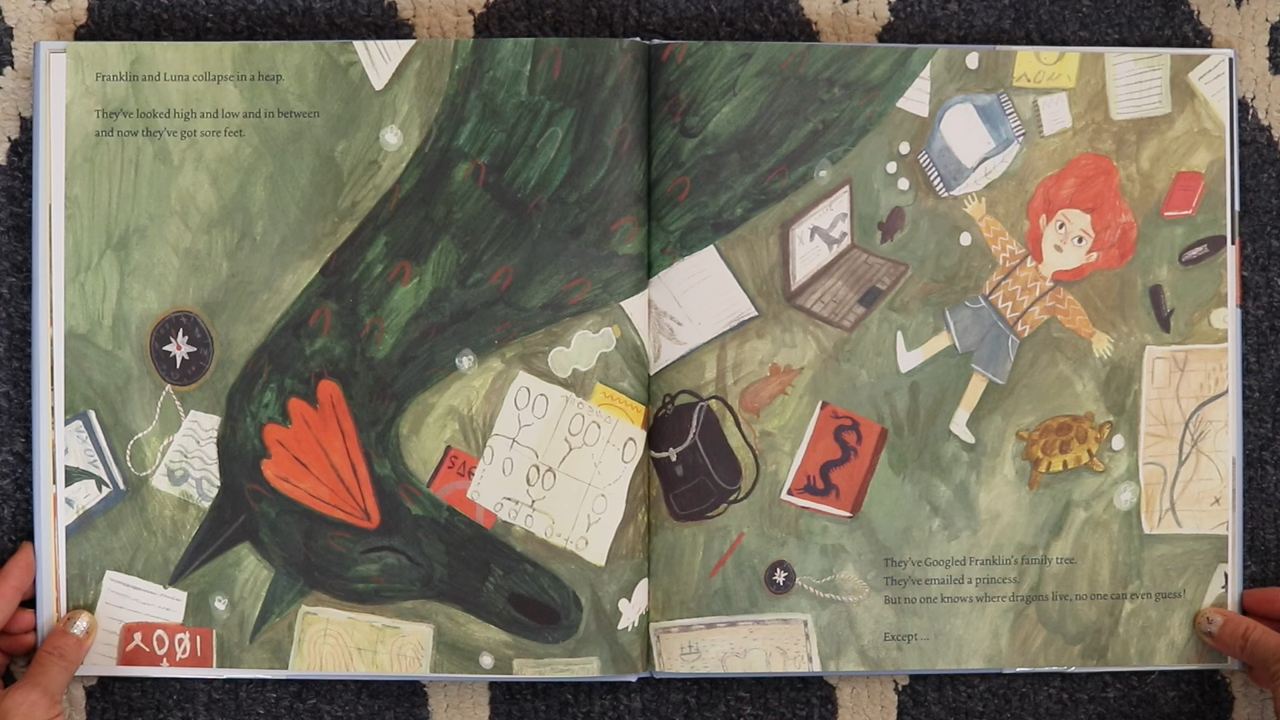 Franklin and Luna collapse in a heap.
They've looked high and low and in between
and now they've got sore feet.
They've Googled Franklin's family tree.
They've emailed a princess.
But no one knows where dragons live, no one can even guess!
Except ...